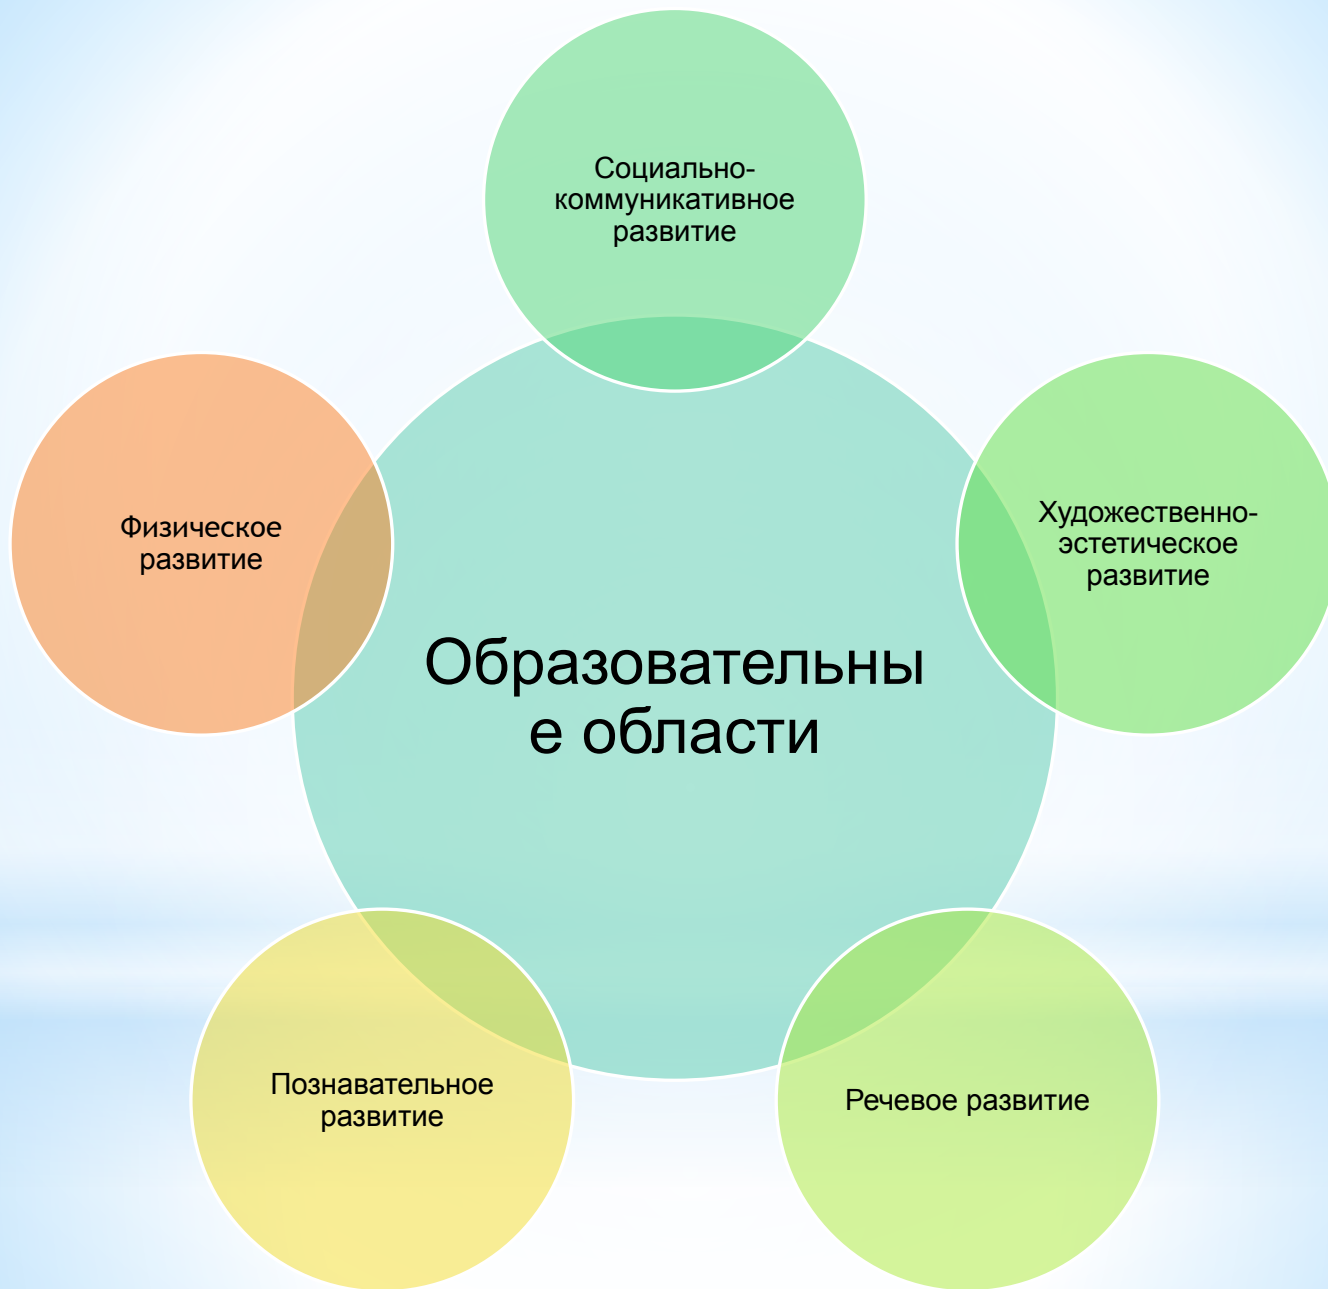 Социально-
коммуникативное
развитие
Физическое
развитие
Художественно-
эстетическое
развитие
Образовательны
е области
Познавательное
развитие
Речевое развитие